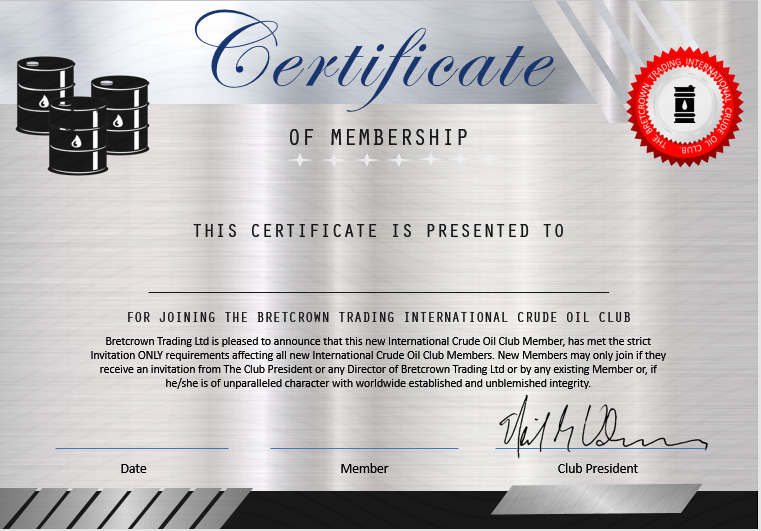 Certificate
OF MEMBERSHIP
THE BRETCROWN TRADING INTERNATIONAL CRUDE OIL CLUB.
THIS CERTIFICATE IS PRESENTED TO
FOR JOINING THE BRETCROWN TRADING INTERNATIONAL CRUDE OIL CLUB
Bretcrown Trading Ltd is pleased to announce that this new International Crude Oil Club Member, has met the strict
Invitation ONLY requirements affecting all new International Crude Oil Club Members. New Members may only join if they
receive an invitation from The Club President or any Director of Bretcrown Trading Ltd or by any existing Member or, if
he/she is of unparalleled character with worldwide established and unblemished integrity.
Date
Member
Club President